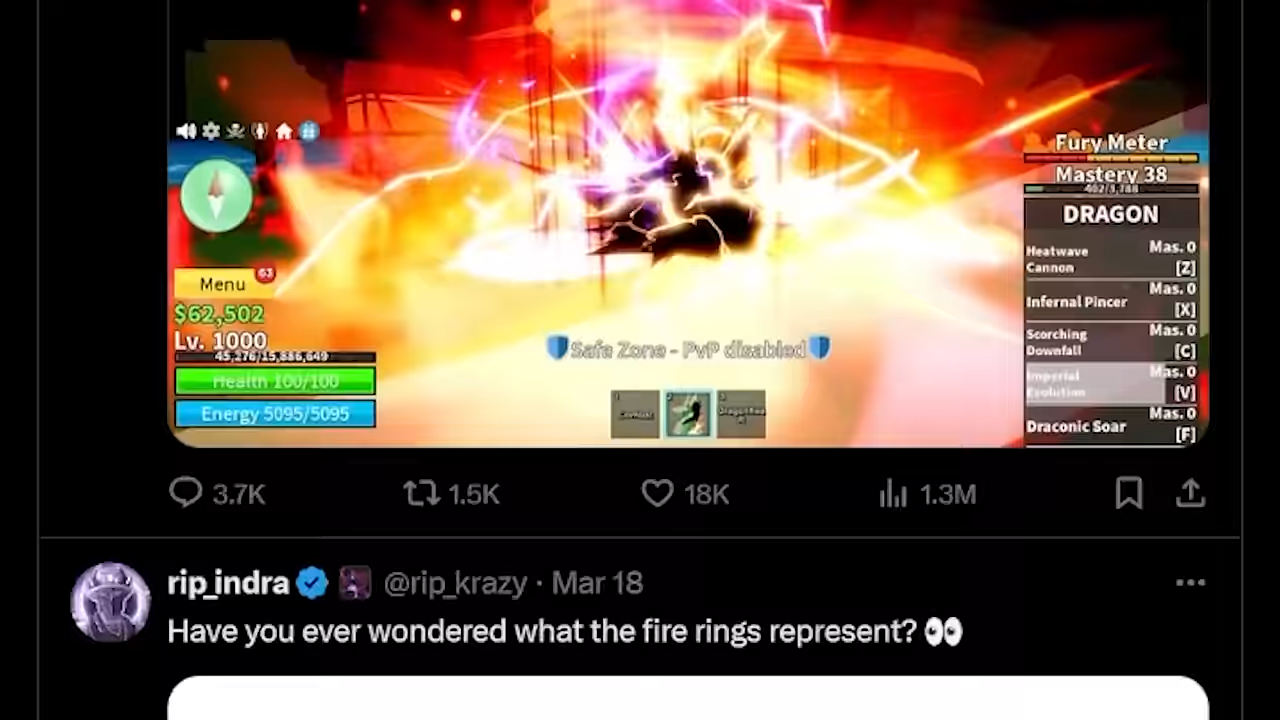 Fury Meter
Mastery 38
402/3,788
DRAGON
Heatwave Cannon Mas. 0 [Z]
Infernal Pincer Mas. 0 [X]
Scorching Downfall Mas. 0 [C]
Imperial Evolution Mas. 0 [V]
Draconic Soar Mas. 0 [F]
Menu 63
$62,502
Lv. 1000
45,276/15,886,649
Health 100/100
Energy 5095/5095
Safe Zone - PvP disabled
1 2 3
3.7K 1.5K 18K 1.3M
rip_indra @rip_krazy · Mar 18
Have you ever wondered what the fire rings represent? 👀